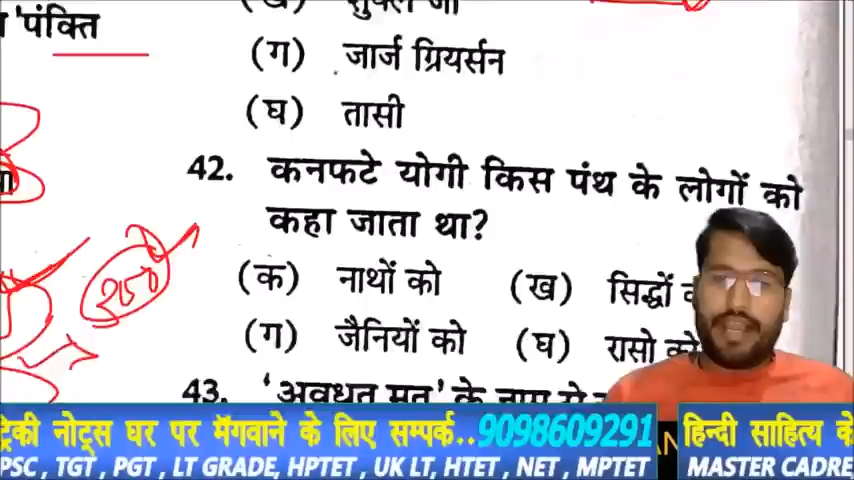 'पंक्ति
(ख) शुक्ल जी
(ग) जार्ज ग्रियर्सन
(घ) तासी
42. कनफटे योगी किस पंथ के लोगों को
कहा जाता था?
(क) नाथों को (ख) सिद्धों
(ग) जैनियों को (घ) रासो को
43. 'अवधूत मत' के नाम से
ट्रिकी नोट्स घर पर मँगवाने के लिए सम्पर्क..9098609291 हिन्दी साहित्य के
PSC, TGT, PGT, LT GRADE, HPTET, UK LT, HTET, NET, MPTET MASTER CADRE